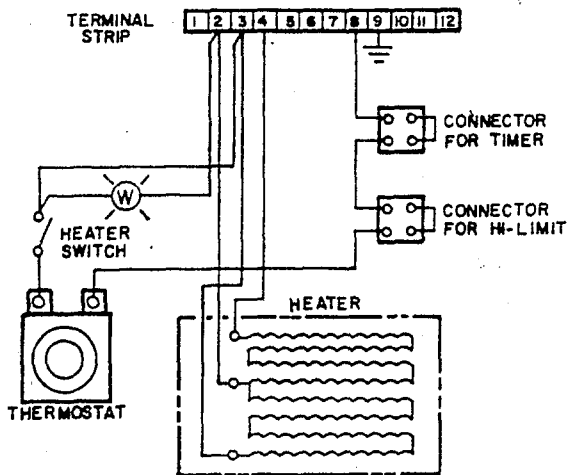 TERMINAL
STRIP
1 2 3 4 5 6 7 8 9 10 11 12
CONNECTOR
FOR TIMER
W
HEATER
SWITCH
CONNECTOR
FOR HI-LIMIT
HEATER
THERMOSTAT